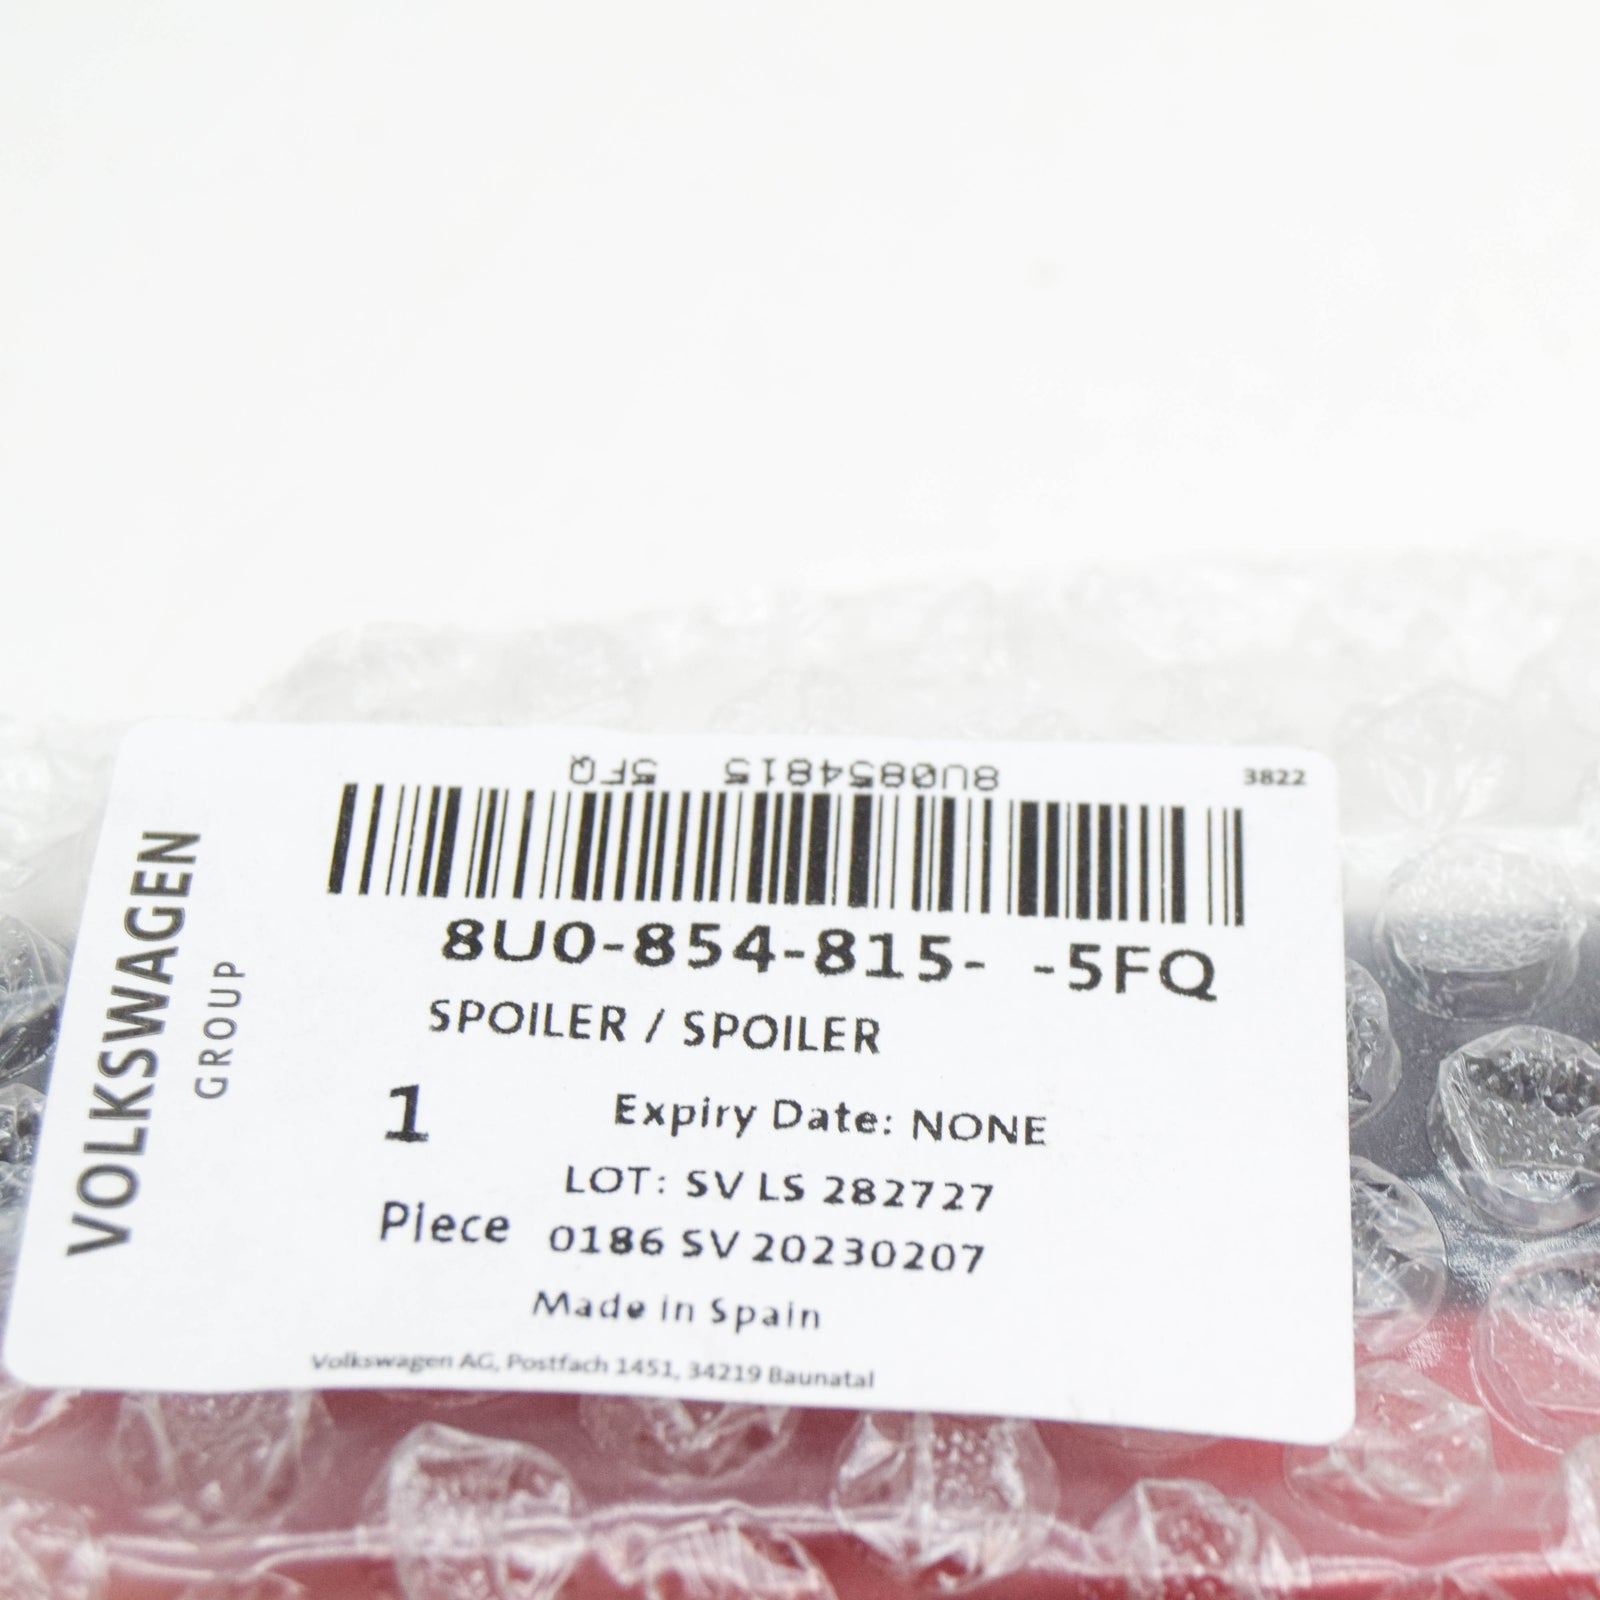 8U0854815 5FQ
3822
VOLKSWAGEN
GROUP
8U0-854-815- -5FQ
SPOILER / SPOILER
1
Expiry Date: NONE
LOT: SV LS 282727
Piece
0186 SV 20230207
Made in Spain
Volkswagen AG, Postfach 1451, 34219 Baunatal